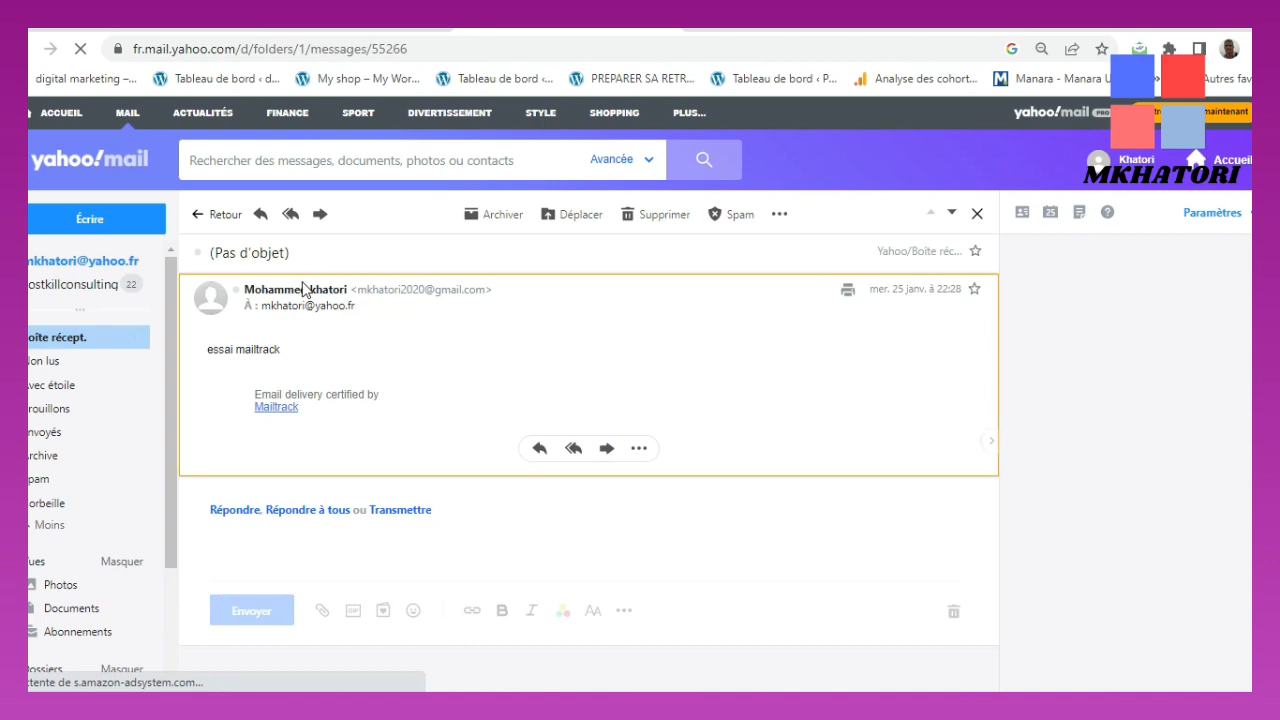 fr.mail.yahoo.com/d/folders/1/messages/55266
digital marketing –... Tableau de bord ‹ d... My shop – My Wor... Tableau de bord ‹... PREPARER SA RETR... Tableau de bord ‹ P... Analyse des cohort... Manara - Manara U » Autres fav
ACCUEIL MAIL ACTUALITÉS FINANCE SPORT DIVERTISSEMENT STYLE SHOPPING PLUS... yahoo!mail PRO maintenant
yahoo!mail Rechercher des messages, documents, photos ou contacts Avancée Khatori Accueil
MKHATORI
Écrire Retour Archiver Déplacer Supprimer Spam ••• 25 Paramètres
mkhatori@yahoo.fr (Pas d'objet) Yahoo/Boîte réc...
ostkillconsulting 22
Mohammed khatori <mkhatori2020@gmail.com> mer. 25 janv. à 22:28
À : mkhatori@yahoo.fr
oîte récept.
essai mailtrack
Non lus
vec étoile
rouillons
Email delivery certified by
Mailtrack
nvoyés
rchive
pam
orbeille
Moins
Répondre, Répondre à tous ou Transmettre
ues Masquer
Photos
Documents
Envoyer GIF B I AA •••
Abonnements
ossiers Masquer
ttente de s.amazon-adsystem.com...